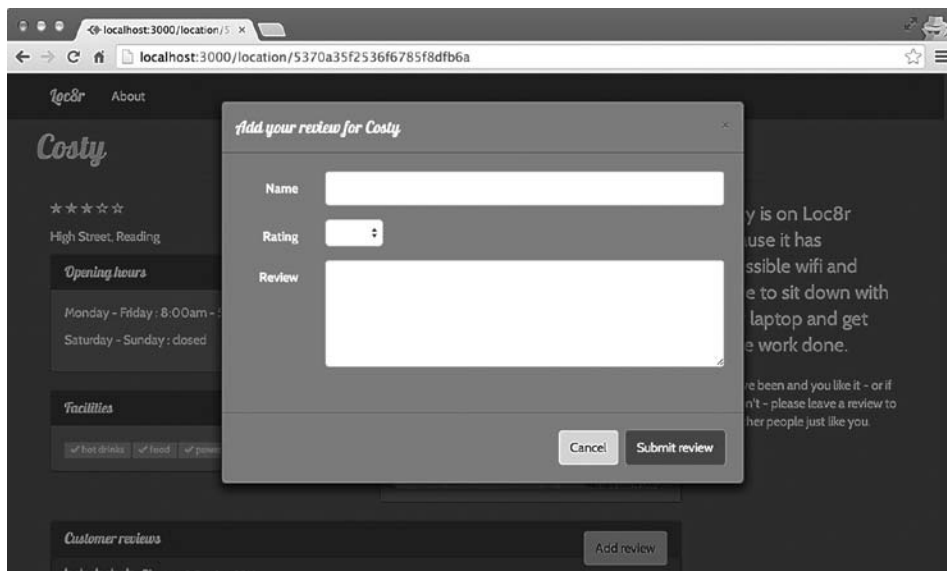 localhost:3000/location/5
localhost:3000/location/5370a35f2536f6785f8dfb6a
Loc8r About
Costy
High Street, Reading
Opening hours
Monday - Friday : 8:00am -
Saturday - Sunday : closed
Facilities
hot drinks food power
Add your review for Costy
×
Name
Rating
Review
Cancel Submit review
y is on Loc8r
use it has
ssible wifi and
e to sit down with
laptop and get
e work done.
re been and you like it - or if
n't - please leave a review to
her people just like you.
Customer reviews
Add review